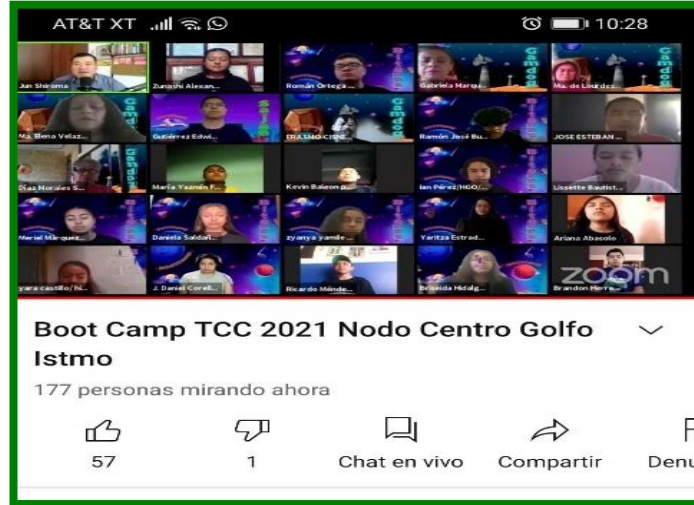 AT&T XT 10:28
Jun Shiroma Zunashi Alexan... Román Ortega ... Gabriela Marqu... Ma. de Lourdes...
Ma. Elena Velaz... Gutiérrez Edwi... ERASMO CISNE... Ramón José Bu... JOSE ESTEBAN ...
Díaz Morales S... María Yazmín F... Kevin Baleon p... Ian Pérez/HGO/... Lissette Bautist...
Meriel Márquez... Daniela Saldañ... zyanya yamile... Yaritza Estrad... Ariana Abasolo
yara castillo/ hi... J. Daniel Corell... Ricardo Ménde... Briseida Hidalg... Brandon Herre...
zoom
Boot Camp TCC 2021 Nodo Centro Golfo
Istmo
177 personas mirando ahora
57 1 Chat en vivo Compartir Denu